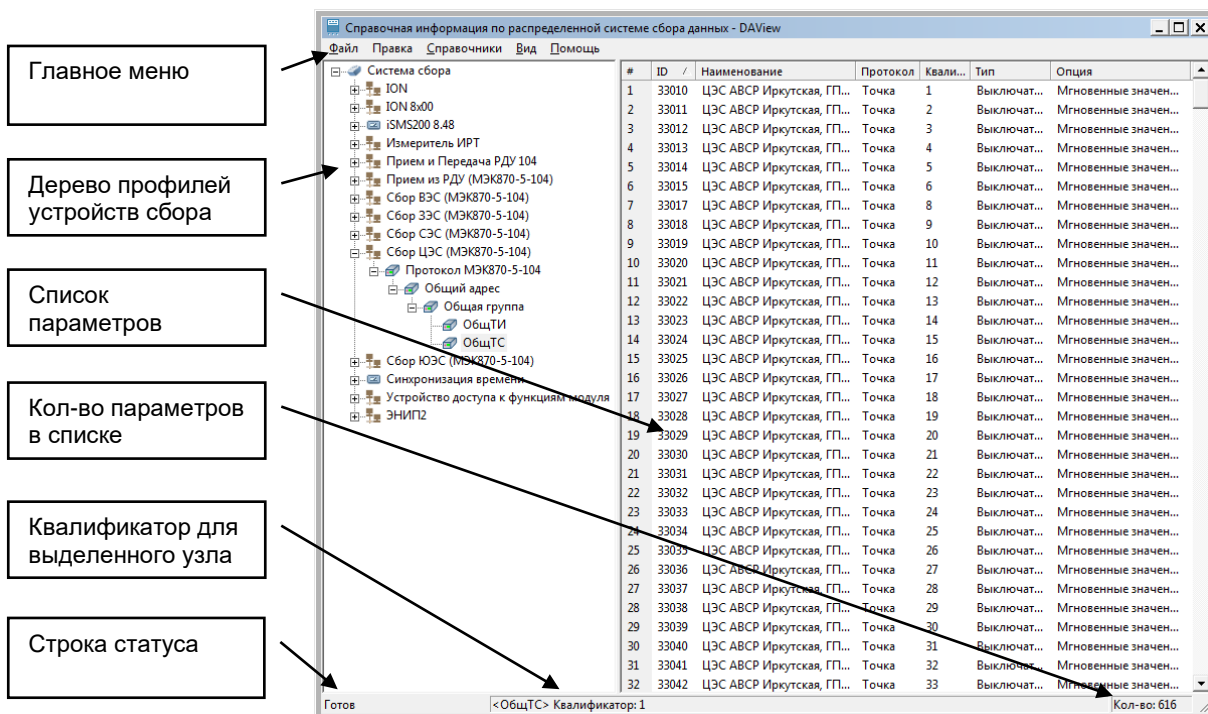 Справочная информация по распределенной системе сбора данных - DAView
Файл Правка Справочники Вид Помощь
Главное меню
Дерево профилей
устройств сбора
Список
параметров
Кол-во параметров
в списке
Квалификатор для
выделенного узла
Строка статуса
Система сбора
ION
ION 8x00
iSMS200 8.48
Измеритель ИРТ
Прием и Передача РДУ 104
Прием из РДУ (МЭК870-5-104)
Сбор ВЭС (МЭК870-5-104)
Сбор ЗЭС (МЭК870-5-104)
Сбор СЭС (МЭК870-5-104)
Сбор ЦЭС (МЭК870-5-104)
Протокол МЭК870-5-104
Общий адрес
Общая группа
ОбщТИ
ОбщТС
Сбор ЮЭС (МЭК870-5-104)
Синхронизация времени
Устройство доступа к функциям модуля
ЭНИП2
# ID / Наименование Протокол Квали... Тип Опция
1 33010 ЦЭС АВСР Иркутская, ГП... Точка 1 Выключат... Мгновенные значен...
2 33011 ЦЭС АВСР Иркутская, ГП... Точка 2 Выключат... Мгновенные значен...
3 33012 ЦЭС АВСР Иркутская, ГП... Точка 3 Выключат... Мгновенные значен...
4 33013 ЦЭС АВСР Иркутская, ГП... Точка 4 Выключат... Мгновенные значен...
5 33014 ЦЭС АВСР Иркутская, ГП... Точка 5 Выключат... Мгновенные значен...
6 33015 ЦЭС АВСР Иркутская, ГП... Точка 6 Выключат... Мгновенные значен...
7 33017 ЦЭС АВСР Иркутская, ГП... Точка 8 Выключат... Мгновенные значен...
8 33018 ЦЭС АВСР Иркутская, ГП... Точка 9 Выключат... Мгновенные значен...
9 33019 ЦЭС АВСР Иркутская, ГП... Точка 10 Выключат... Мгновенные значен...
10 33020 ЦЭС АВСР Иркутская, ГП... Точка 11 Выключат... Мгновенные значен...
11 33021 ЦЭС АВСР Иркутская, ГП... Точка 12 Выключат... Мгновенные значен...
12 33022 ЦЭС АВСР Иркутская, ГП... Точка 13 Выключат... Мгновенные значен...
13 33023 ЦЭС АВСР Иркутская, ГП... Точка 14 Выключат... Мгновенные значен...
14 33024 ЦЭС АВСР Иркутская, ГП... Точка 15 Выключат... Мгновенные значен...
15 33025 ЦЭС АВСР Иркутская, ГП... Точка 16 Выключат... Мгновенные значен...
16 33026 ЦЭС АВСР Иркутская, ГП... Точка 17 Выключат... Мгновенные значен...
17 33027 ЦЭС АВСР Иркутская, ГП... Точка 18 Выключат... Мгновенные значен...
18 33028 ЦЭС АВСР Иркутская, ГП... Точка 19 Выключат... Мгновенные значен...
19 33029 ЦЭС АВСР Иркутская, ГП... Точка 20 Выключат... Мгновенные значен...
20 33030 ЦЭС АВСР Иркутская, ГП... Точка 21 Выключат... Мгновенные значен...
21 33031 ЦЭС АВСР Иркутская, ГП... Точка 22 Выключат... Мгновенные значен...
22 33032 ЦЭС АВСР Иркутская, ГП... Точка 23 Выключат... Мгновенные значен...
23 33033 ЦЭС АВСР Иркутская, ГП... Точка 24 Выключат... Мгновенные значен...
24 33034 ЦЭС АВСР Иркутская, ГП... Точка 25 Выключат... Мгновенные значен...
25 33035 ЦЭС АВСР Иркутская, ГП... Точка 26 Выключат... Мгновенные значен...
26 33036 ЦЭС АВСР Иркутская, ГП... Точка 27 Выключат... Мгновенные значен...
27 33037 ЦЭС АВСР Иркутская, ГП... Точка 28 Выключат... Мгновенные значен...
28 33038 ЦЭС АВСР Иркутская, ГП... Точка 29 Выключат... Мгновенные значен...
29 33039 ЦЭС АВСР Иркутская, ГП... Точка 30 Выключат... Мгновенные значен...
30 33040 ЦЭС АВСР Иркутская, ГП... Точка 31 Выключат... Мгновенные значен...
31 33041 ЦЭС АВСР Иркутская, ГП... Точка 32 Выключат... Мгновенные значен...
32 33042 ЦЭС АВСР Иркутская, ГП... Точка 33 Выключат... Мгновенные значен...
Готов <ОбщТС> Квалификатор: 1 Кол-во: 616